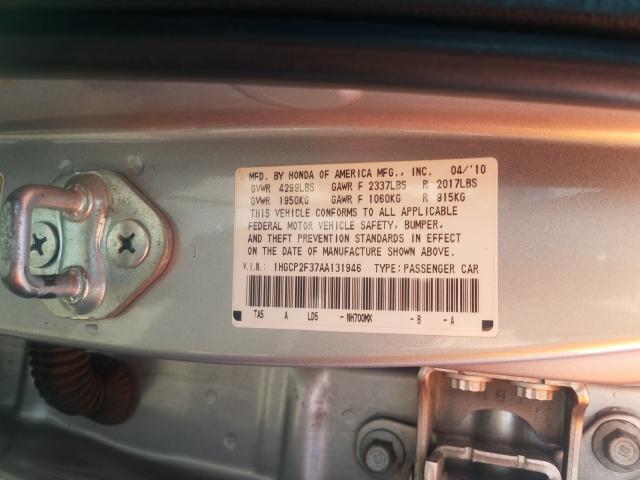 MFD. BY HONDA OF AMERICA MFG., INC. 04/'10
GVWR 4299LBS GAWR F 2337LBS R 2017LBS
GVWR 1950KG GAWR F 1060KG R 915KG
THIS VEHICLE CONFORMS TO ALL APPLICABLE
FEDERAL MOTOR VEHICLE SAFETY, BUMPER,
AND THEFT PREVENTION STANDARDS IN EFFECT
ON THE DATE OF MANUFACTURE SHOWN ABOVE.
V.I.N.: 1HGCP2F37AA131946 TYPE: PASSENGER CAR
TA5 A LD5 - NH700MX - B - A